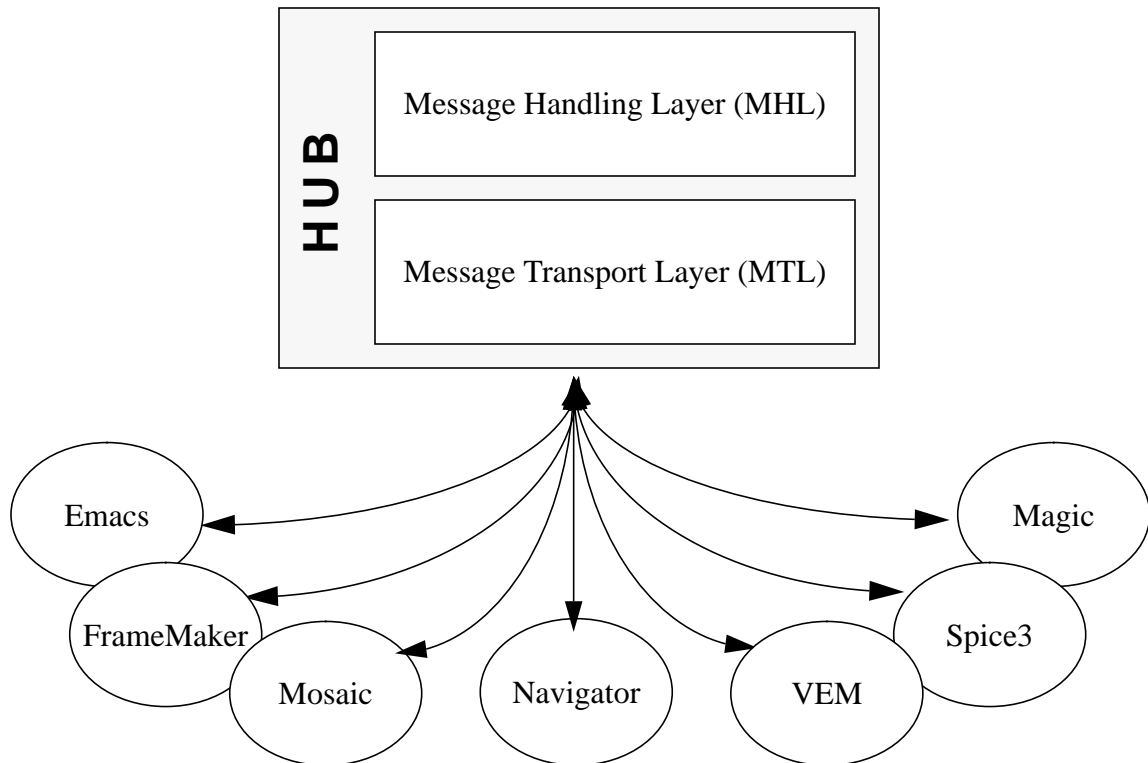 HUB
Message Handling Layer (MHL)
Message Transport Layer (MTL)
Emacs
Magic
FrameMaker
Spice3
Mosaic
Navigator
VEM